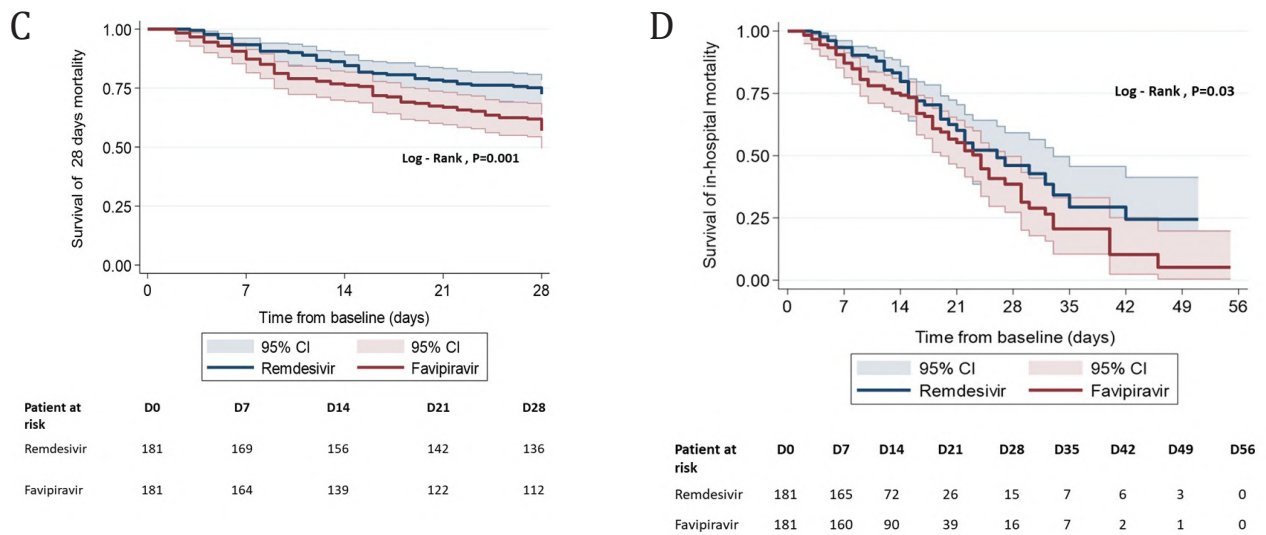 C
Survival of 28 days mortality
1.00
0.75
0.50
0.25
0.00
Log - Rank , P=0.001
0 7 14 21 28
Time from baseline (days)
95% CI 95% CI
Remdesivir Favipiravir
Patient at risk D0 D7 D14 D21 D28
Remdesivir 181 169 156 142 136
Favipiravir 181 164 139 122 112
D
Survival of in-hospital mortality
1.00
0.75
0.50
0.25
0.00
Log - Rank , P=0.03
0 7 14 21 28 35 42 49 56
Time from baseline (days)
95% CI 95% CI
Remdesivir Favipiravir
Patient at risk D0 D7 D14 D21 D28 D35 D42 D49 D56
Remdesivir 181 165 72 26 15 7 6 3 0
Favipiravir 181 160 90 39 16 7 2 1 0